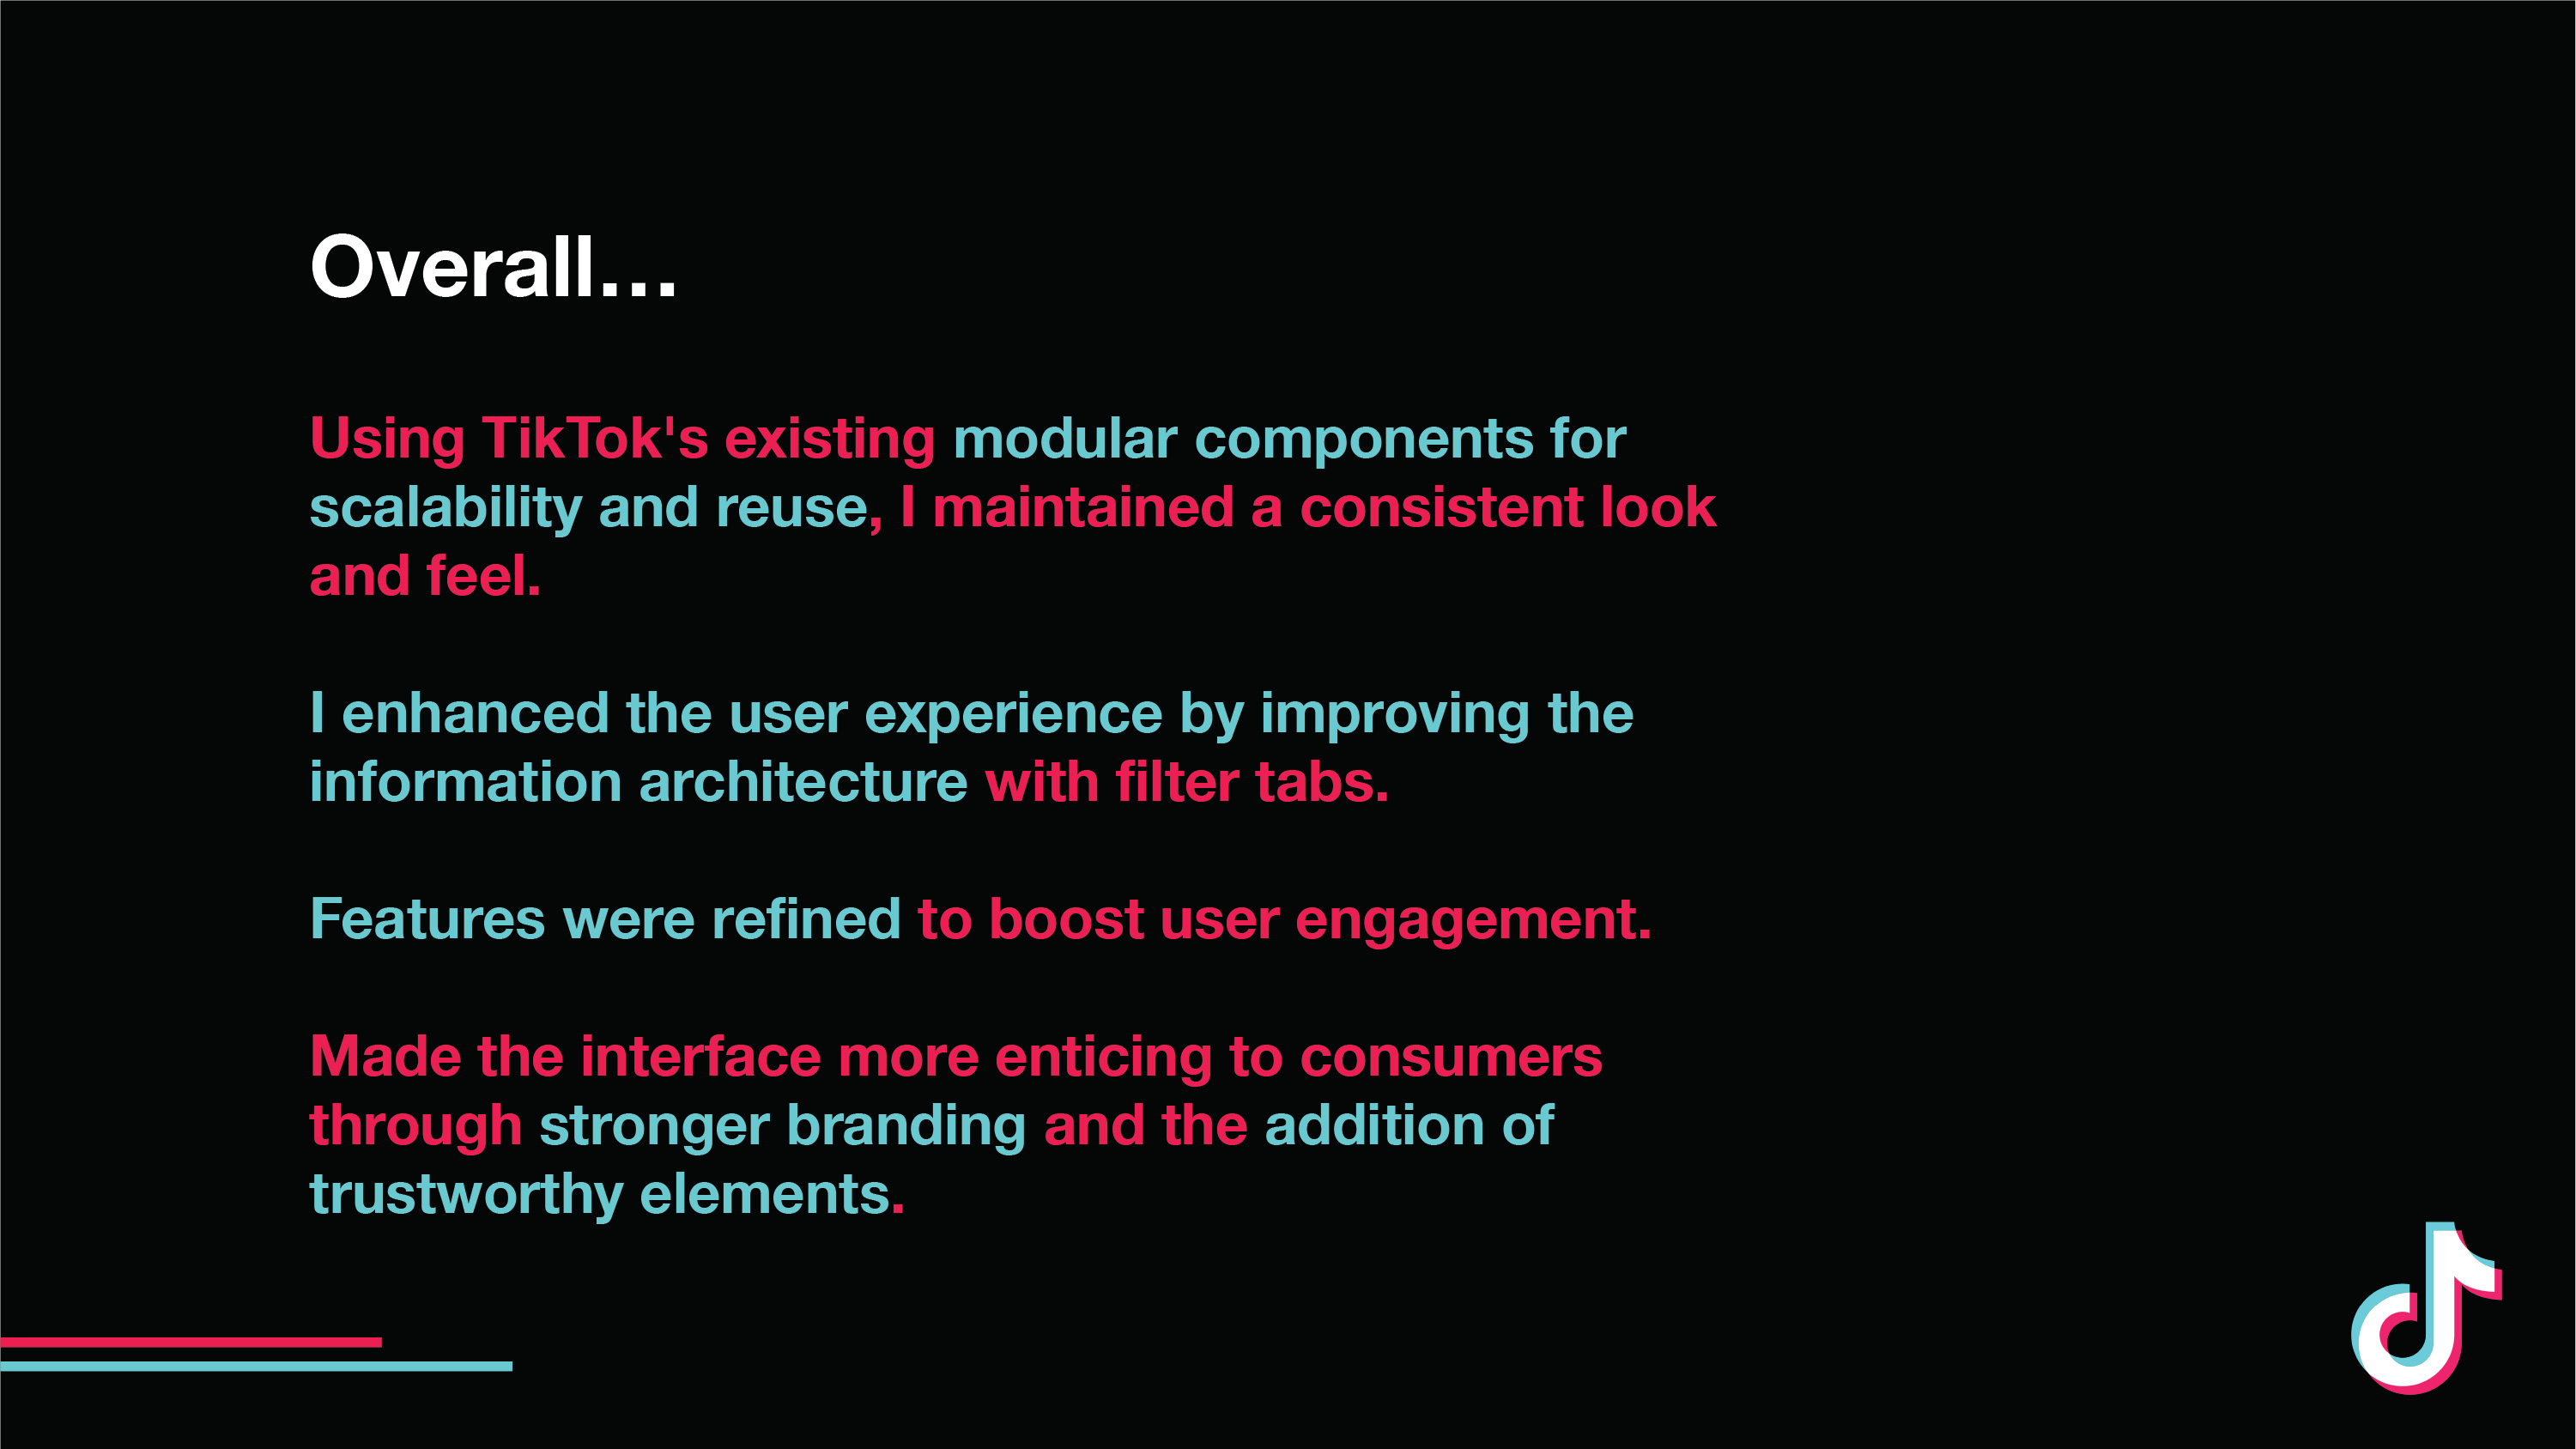 Overall...
Using TikTok's existing modular components for
scalability and reuse, I maintained a consistent look
and feel.
I enhanced the user experience by improving the
information architecture with filter tabs.
Features were refined to boost user engagement.
Made the interface more enticing to consumers
through stronger branding and the addition of
trustworthy elements.